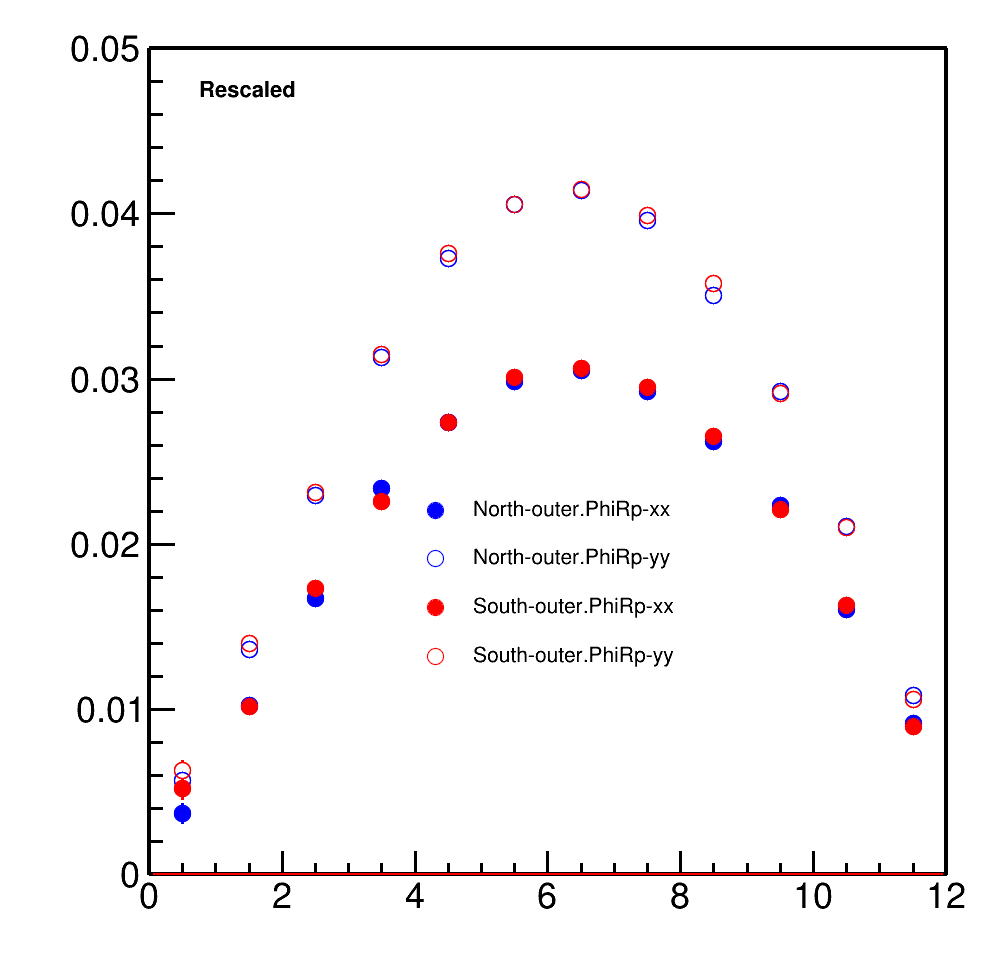 0.05
Rescaled
0.04
0.03
North-outer.PhiRp-xx
0.02
North-outer.PhiRp-yy
South-outer.PhiRp-xx
South-outer.PhiRp-yy
0.01
0
0 2 4 6 8 10 12